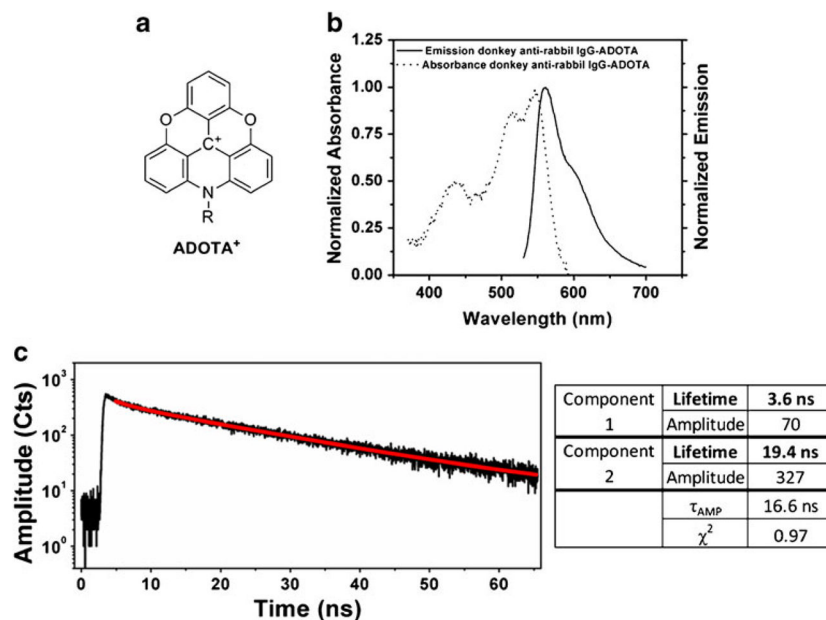 a
O
O
C+
N
R
ADOTA+
b
1.25
1.00
0.75
0.50
0.25
0.00
Normalized Absorbance
Normalized Emission
Emission donkey anti-rabbil IgG-ADOTA
Absorbance donkey anti-rabbil IgG-ADOTA
400 500 600 700
Wavelength (nm)
c
10³
10²
10¹
10⁰
Amplitude (Cts)
0 10 20 30 40 50 60
Time (ns)
Component 1 Lifetime 3.6 ns
Amplitude 70
Component 2 Lifetime 19.4 ns
Amplitude 327
τAMP 16.6 ns
χ² 0.97